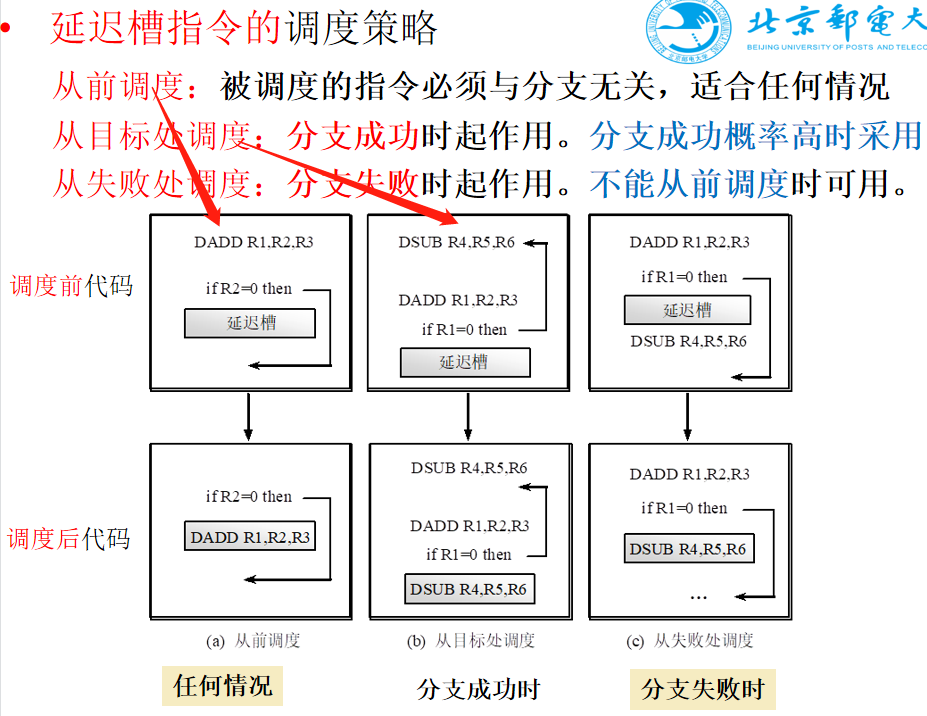 • 延迟槽指令的调度策略
北京郵電大
BEIJING UNIVERSITY OF POSTS AND TELECO
从前调度：被调度的指令必须与分支无关，适合任何情况
从目标处调度：分支成功时起作用。分支成功概率高时采用
从失败处调度：分支失败时起作用。不能从前调度时可用。
调度前代码
DADD R1,R2,R3
if R2=0 then
延迟槽
DSUB R4,R5,R6
DADD R1,R2,R3
if R1=0 then
延迟槽
DADD R1,R2,R3
if R1=0 then
延迟槽
DSUB R4,R5,R6
调度后代码
if R2=0 then
DADD R1,R2,R3
DSUB R4,R5,R6
DADD R1,R2,R3
if R1=0 then
DSUB R4,R5,R6
DADD R1,R2,R3
if R1=0 then
DSUB R4,R5,R6
...
(a) 从前调度
(b) 从目标处调度
(c) 从失败处调度
任何情况
分支成功时
分支失败时